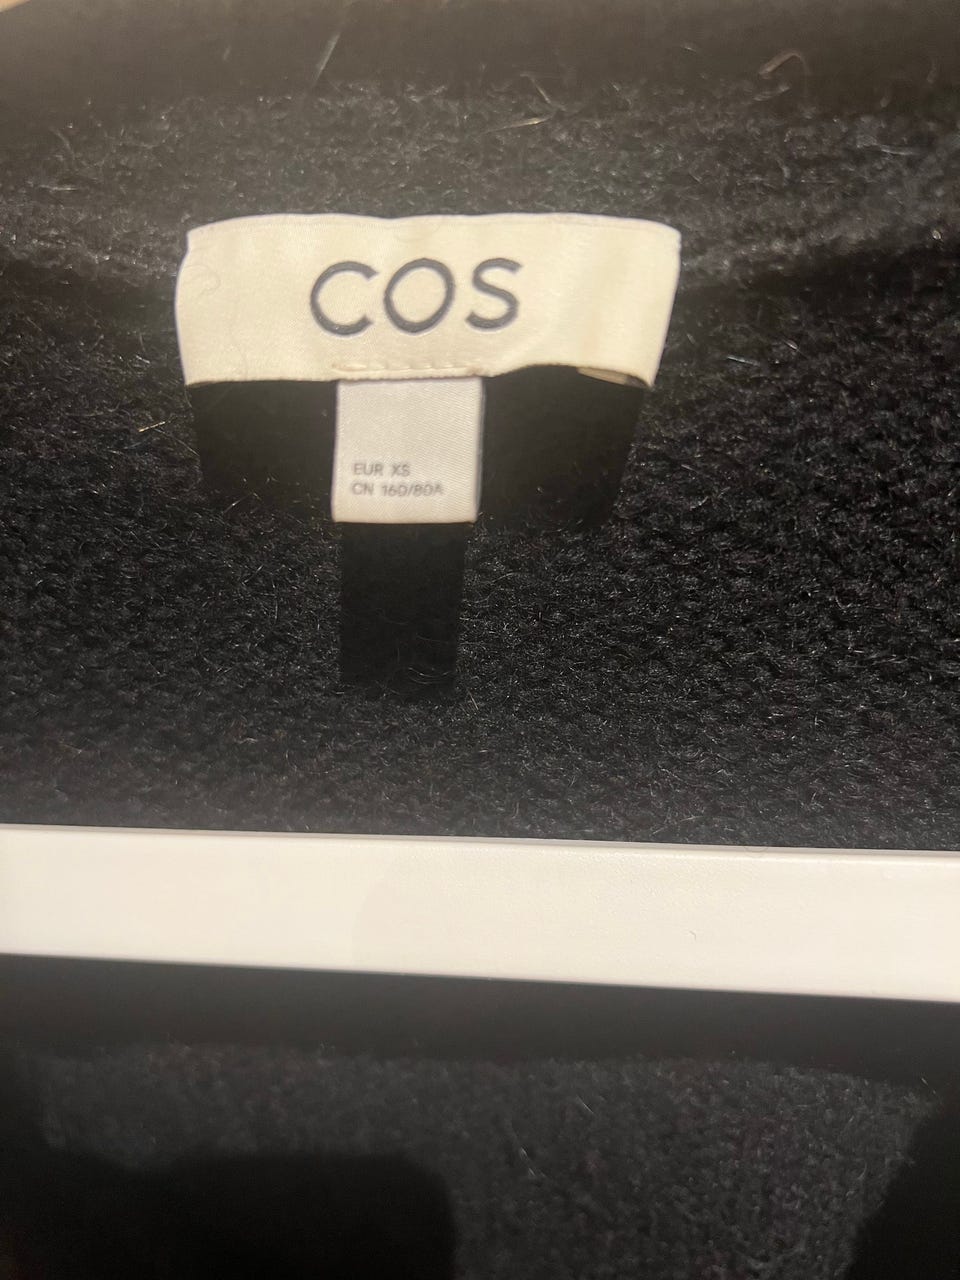 COS
EUR XS
CN 160/80A